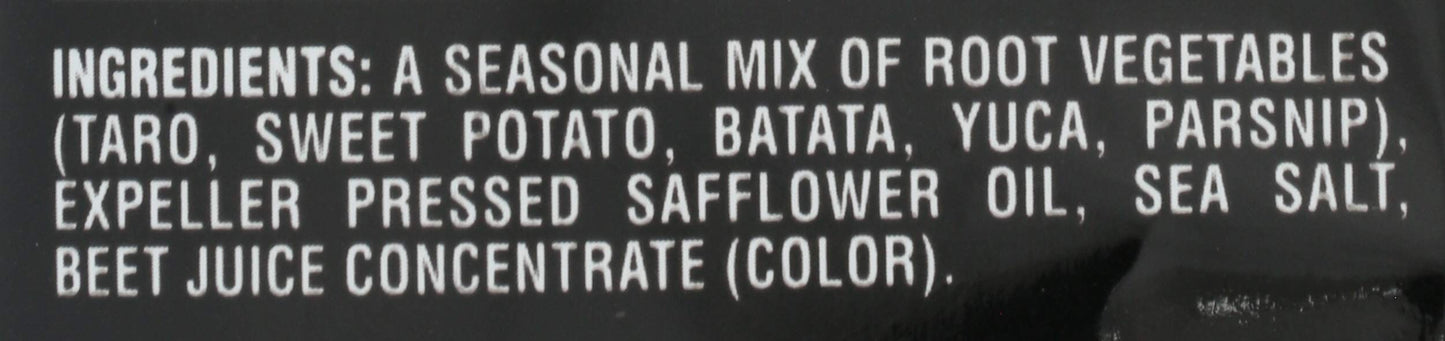 INGREDIENTS: A SEASONAL MIX OF ROOT VEGETABLES
(TARO, SWEET POTATO, BATATA, YUCA, PARSNIP),
EXPELLER PRESSED SAFFLOWER OIL, SEA SALT,
BEET JUICE CONCENTRATE (COLOR).